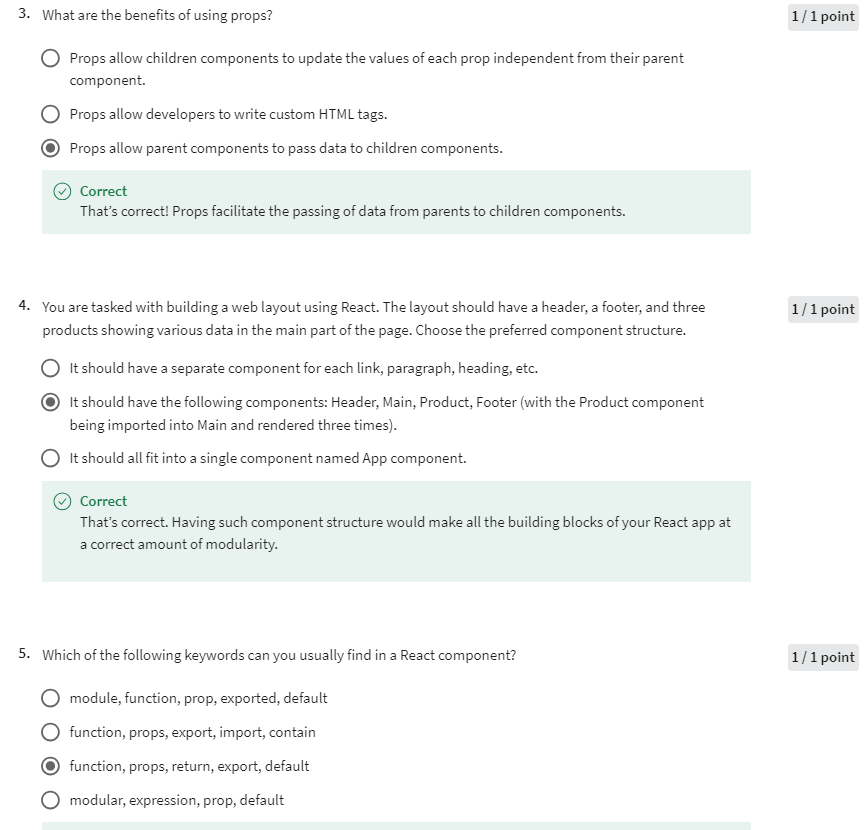 3. What are the benefits of using props?
1 / 1 point
Props allow children components to update the values of each prop independent from their parent
component.
Props allow developers to write custom HTML tags.
Props allow parent components to pass data to children components.
Correct
That's correct! Props facilitate the passing of data from parents to children components.
4. You are tasked with building a web layout using React. The layout should have a header, a footer, and three
1 / 1 point
products showing various data in the main part of the page. Choose the preferred component structure.
It should have a separate component for each link, paragraph, heading, etc.
It should have the following components: Header, Main, Product, Footer (with the Product component
being imported into Main and rendered three times).
It should all fit into a single component named App component.
Correct
That's correct. Having such component structure would make all the building blocks of your React app at
a correct amount of modularity.
5. Which of the following keywords can you usually find in a React component?
1 / 1 point
module, function, prop, exported, default
function, props, export, import, contain
function, props, return, export, default
modular, expression, prop, default